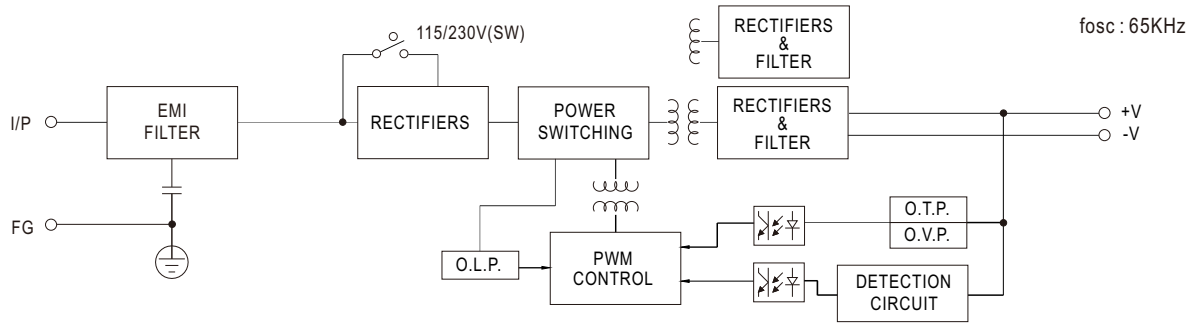 115/230V(SW)
RECTIFIERS
&
FILTER
fosc : 65KHz
I/P
EMI
FILTER
RECTIFIERS
POWER
SWITCHING
RECTIFIERS
&
FILTER
+V
-V
FG
O.L.P.
PWM
CONTROL
O.T.P.
O.V.P.
DETECTION
CIRCUIT